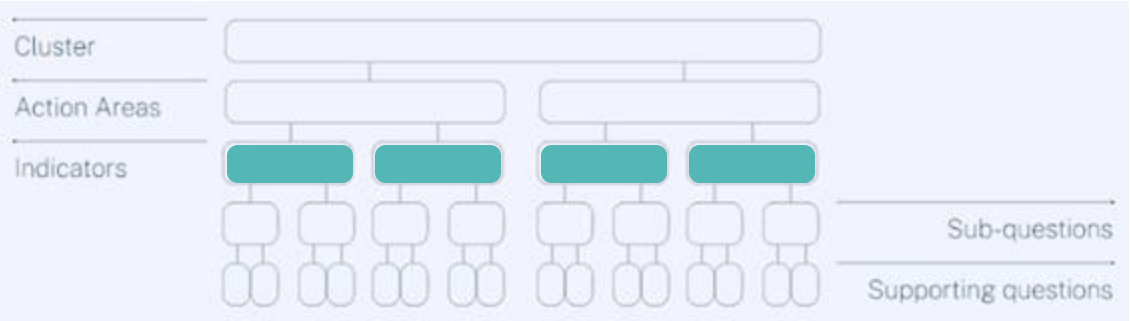 Cluster
Action Areas
Indicators
Sub-questions
Supporting questions